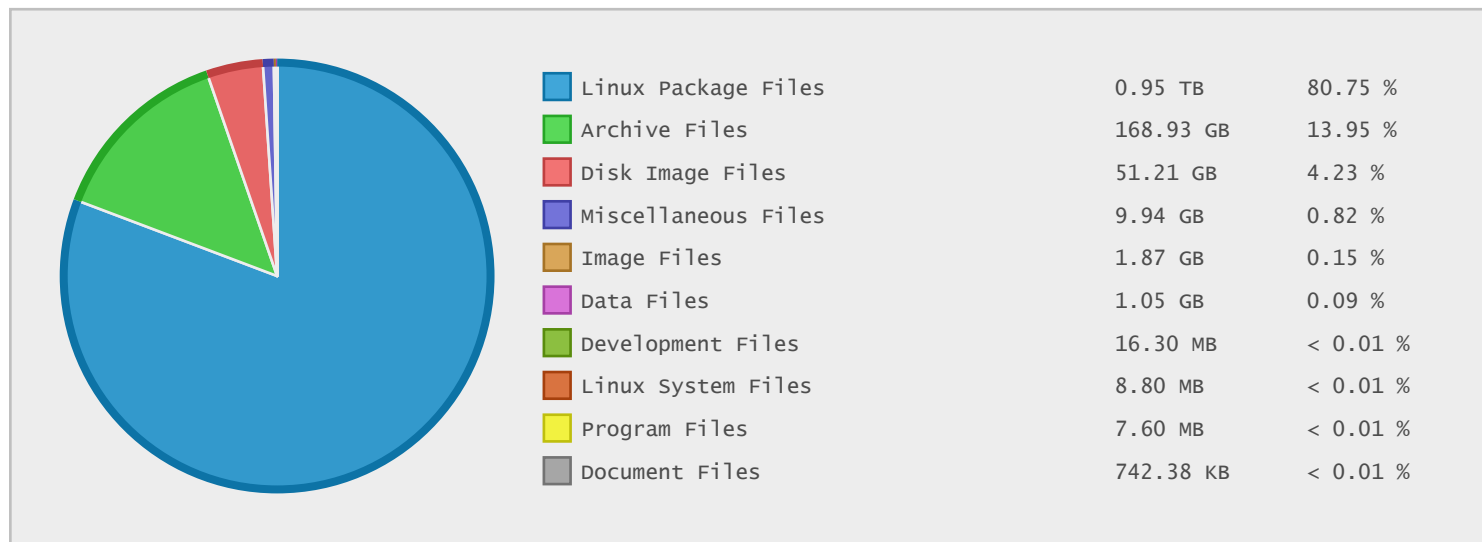 Linux Package Files 0.95 TB 80.75 %
Archive Files 168.93 GB 13.95 %
Disk Image Files 51.21 GB 4.23 %
Miscellaneous Files 9.94 GB 0.82 %
Image Files 1.87 GB 0.15 %
Data Files 1.05 GB 0.09 %
Development Files 16.30 MB < 0.01 %
Linux System Files 8.80 MB < 0.01 %
Program Files 7.60 MB < 0.01 %
Document Files 742.38 KB < 0.01 %